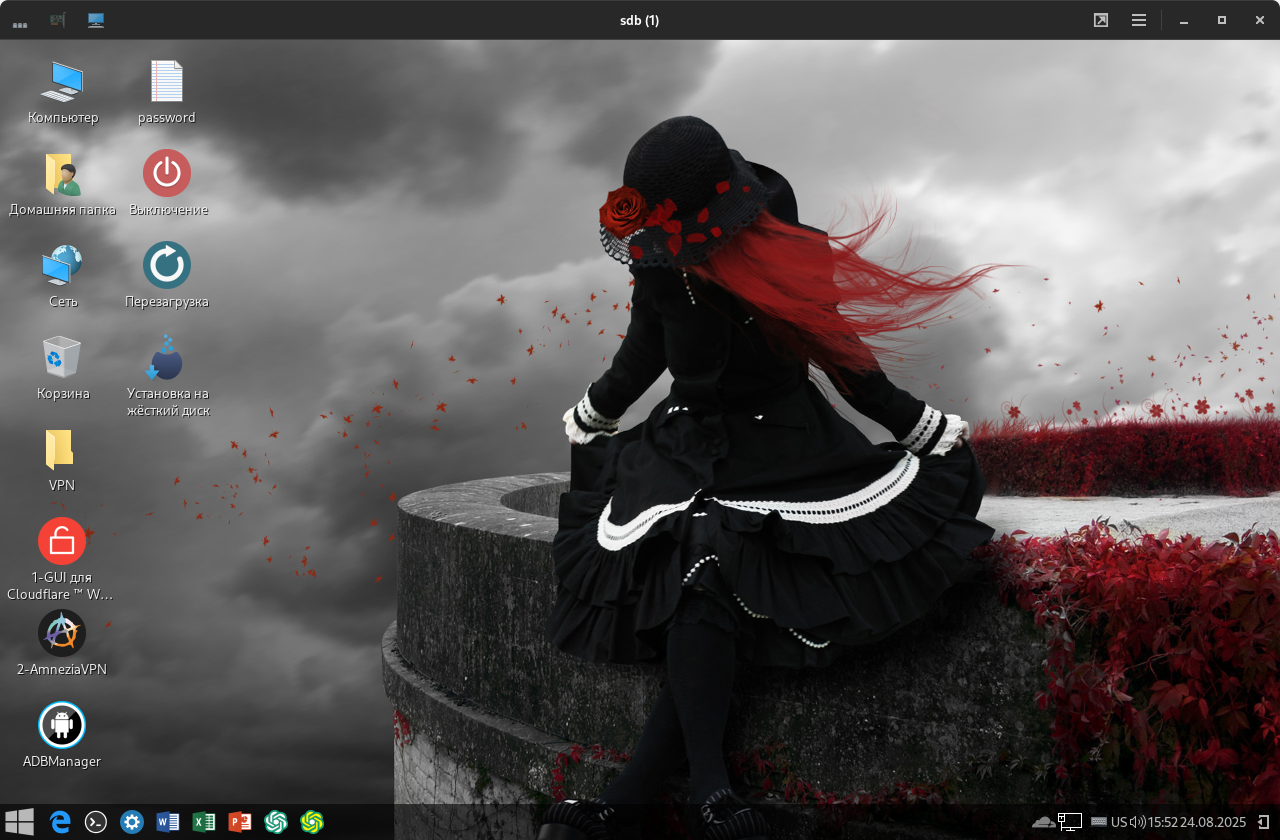 sdb (1)
Компьютер
password
Домашняя папка
Выключение
Сеть
Перезагрузка
Корзина
Установка на
жёсткий диск
VPN
1-GUI для
Cloudflare ™ W...
2-AmneziaVPN
ADBManager
US 15:52 24.08.2025